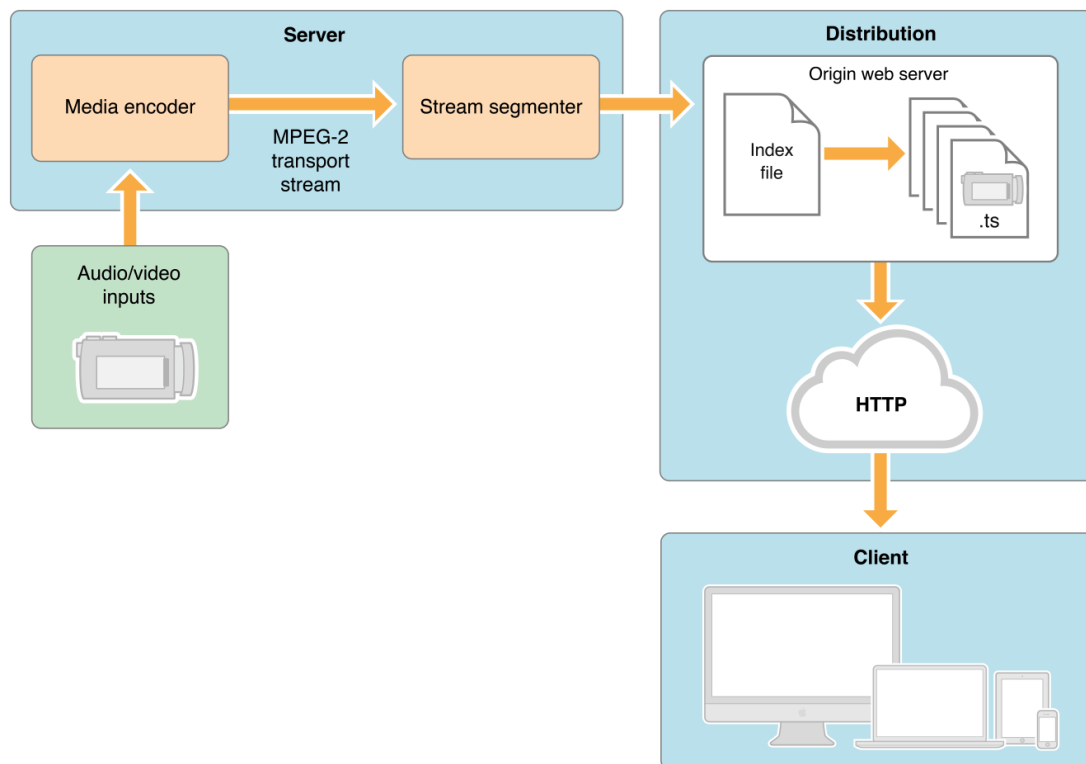 Server
Media encoder
MPEG-2
transport
stream
Stream segmenter
Audio/video
inputs
Distribution
Origin web server
Index
file
.ts
HTTP
Client